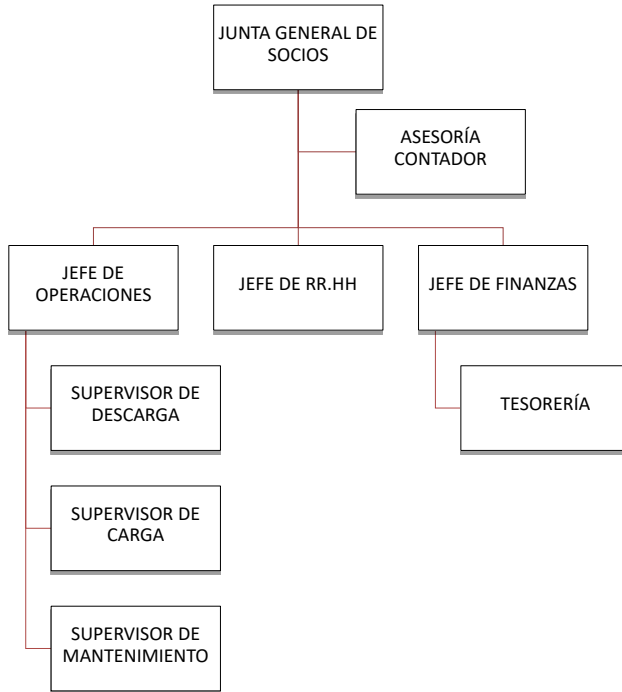 JUNTA GENERAL DE
SOCIOS
ASESORÍA
CONTADOR
JEFE DE
OPERACIONES
JEFE DE RR.HH
JEFE DE FINANZAS
SUPERVISOR DE
DESCARGA
TESORERÍA
SUPERVISOR DE
CARGA
SUPERVISOR DE
MANTENIMIENTO